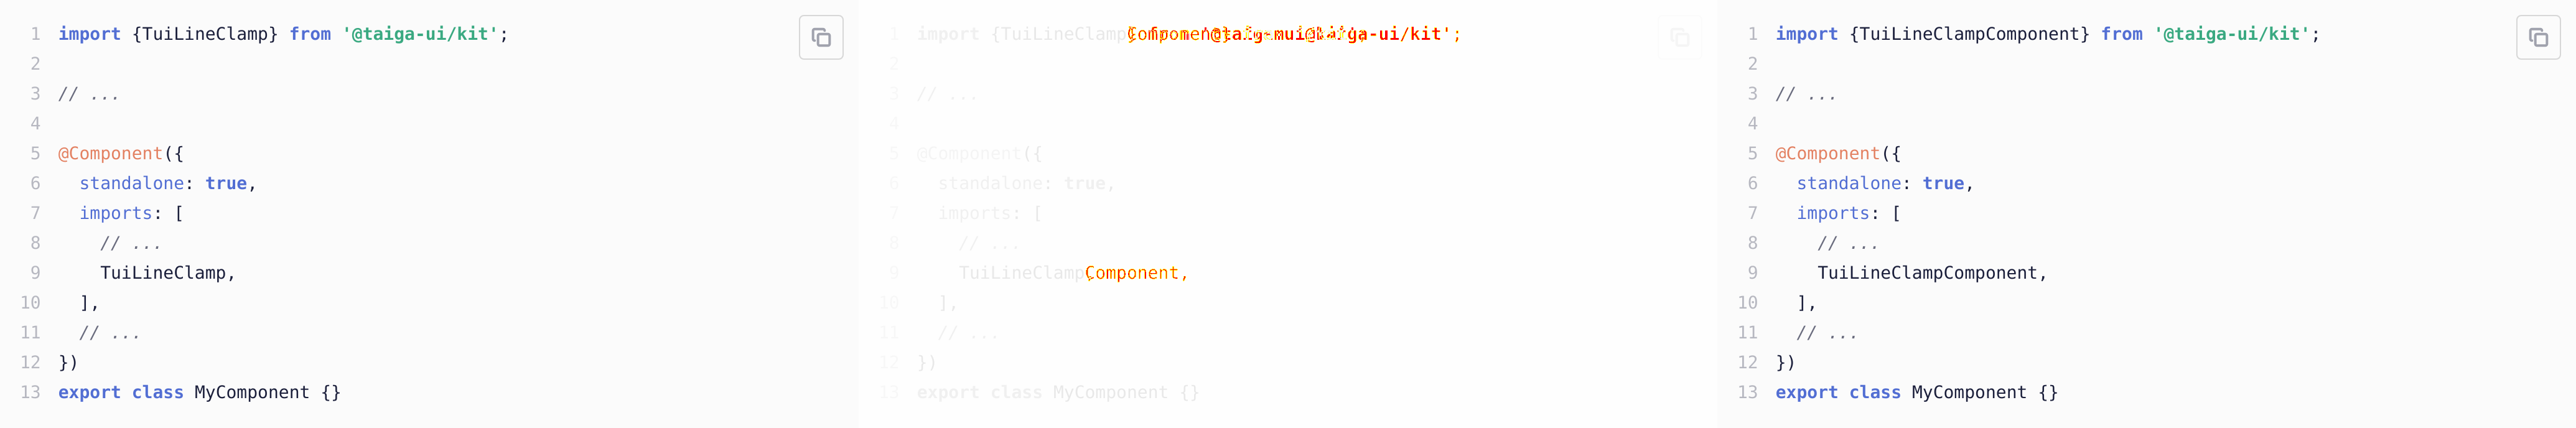 1 import {TuiLineClamp} from '@taiga-ui/kit';
2
3 // ...
4
5 @Component({
6 standalone: true,
7 imports: [
8 // ...
9 TuiLineClamp,
10 ],
11 // ...
12 })
13 export class MyComponent {}
1 import {TuiLineClamp
2
3 // ...
4
5 @Component({
6 standalone: true,
7 imports: [
8 // ...
9 TuiLineClampComponent,
10 ],
11 // ...
12 })
13 export class MyComponent {}
1 import {TuiLineClampComponent} from '@taiga-ui/kit';
2
3 // ...
4
5 @Component({
6 standalone: true,
7 imports: [
8 // ...
9 TuiLineClampComponent,
10 ],
11 // ...
12 })
13 export class MyComponent {}